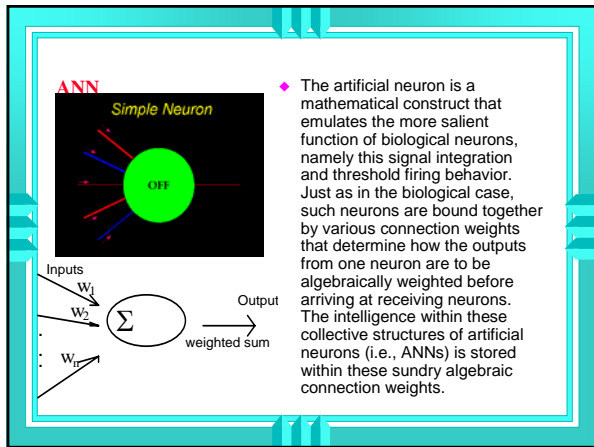 ANN
Simple Neuron
OFF
Inputs
w1
w2
:
:
wn
Σ
Output
weighted sum
The artificial neuron is a
mathematical construct that
emulates the more salient
function of biological neurons,
namely this signal integration
and threshold firing behavior.
Just as in the biological case,
such neurons are bound together
by various connection weights
that determine how the outputs
from one neuron are to be
algebraically weighted before
arriving at receiving neurons.
The intelligence within these
collective structures of artificial
neurons (i.e., ANNs) is stored
within these sundry algebraic
connection weights.